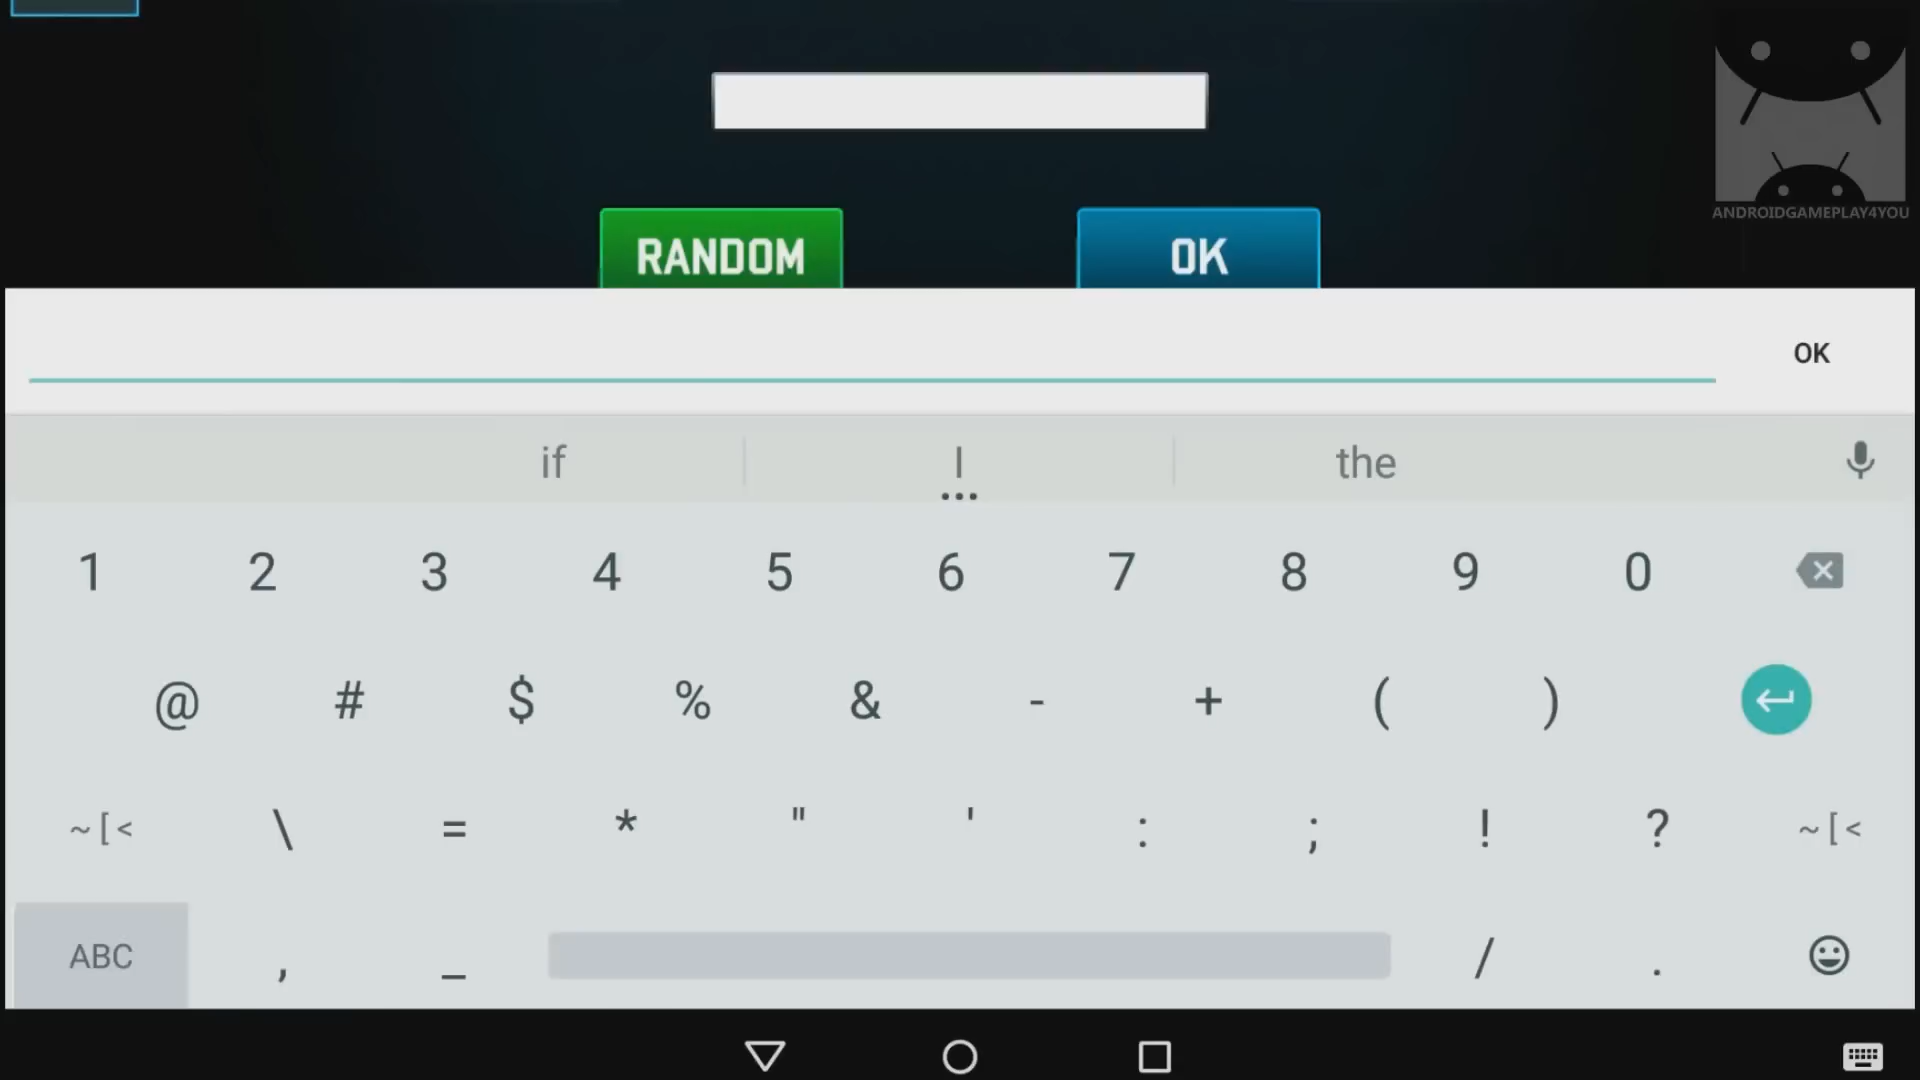 ANDROIDGAMEPLAY4YOU
RANDOM OK
OK
if I the
1 2 3 4 5 6 7 8 9 0
@ # $ % & - + ( )
~[< \ = * " ' : ; ! ? ~[<
ABC , _ / .